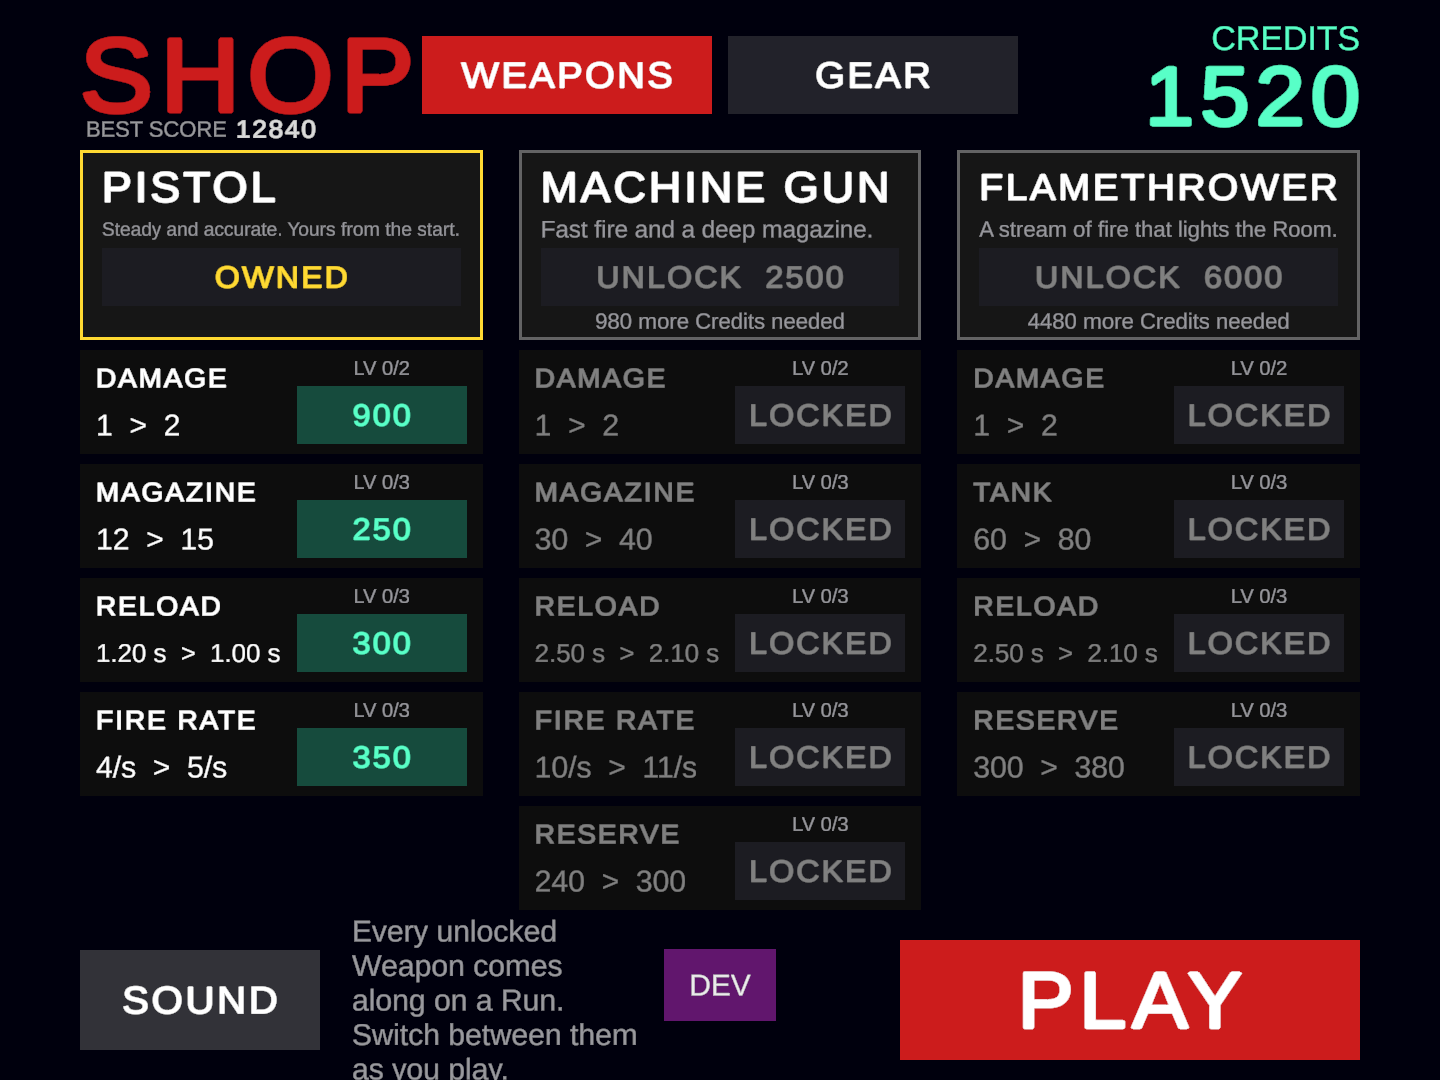 SHOP
WEAPONS
GEAR
CREDITS
1520
BEST SCORE 12840
PISTOL
Steady and accurate. Yours from the start.
OWNED
MACHINE GUN
Fast fire and a deep magazine.
UNLOCK 2500
980 more Credits needed
FLAMETHROWER
A stream of fire that lights the Room.
UNLOCK 6000
4480 more Credits needed
DAMAGE
LV 0/2
1 > 2
900
MAGAZINE
LV 0/3
12 > 15
250
RELOAD
LV 0/3
1.20 s > 1.00 s
300
FIRE RATE
LV 0/3
4/s > 5/s
350
DAMAGE
LV 0/2
1 > 2
LOCKED
MAGAZINE
LV 0/3
30 > 40
LOCKED
RELOAD
LV 0/3
2.50 s > 2.10 s
LOCKED
FIRE RATE
LV 0/3
10/s > 11/s
LOCKED
RESERVE
LV 0/3
240 > 300
LOCKED
DAMAGE
LV 0/2
1 > 2
LOCKED
TANK
LV 0/3
60 > 80
LOCKED
RELOAD
LV 0/3
2.50 s > 2.10 s
LOCKED
RESERVE
LV 0/3
300 > 380
LOCKED
SOUND
Every unlocked
Weapon comes
along on a Run.
Switch between them
as you play.
DEV
PLAY